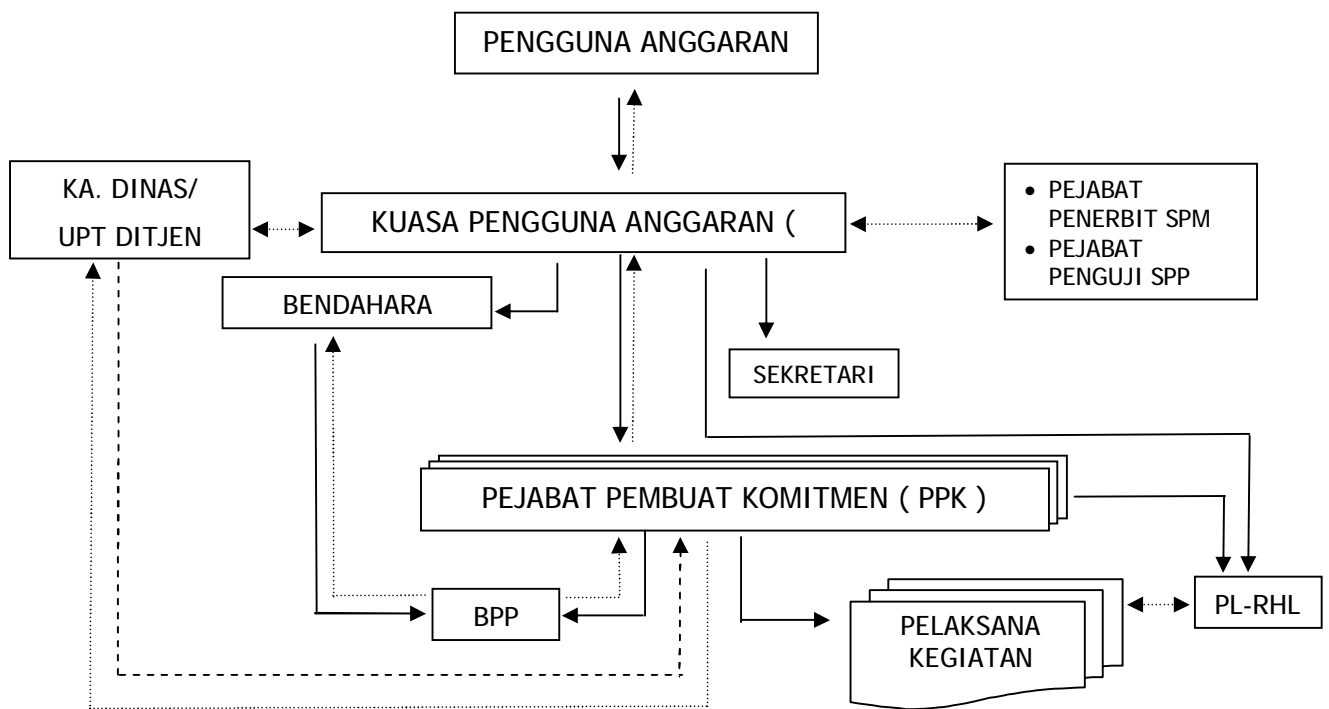 PENGGUNA ANGGARAN
KA. DINAS/
UPT DITJEN
KUASA PENGGUNA ANGGARAN (
• PEJABAT
PENERBIT SPM
• PEJABAT
PENGUJI SPP
BENDAHARA
SEKRETARI
PEJABAT PEMBUAT KOMITMEN ( PPK )
BPP
PELAKSANA
KEGIATAN
PL-RHL